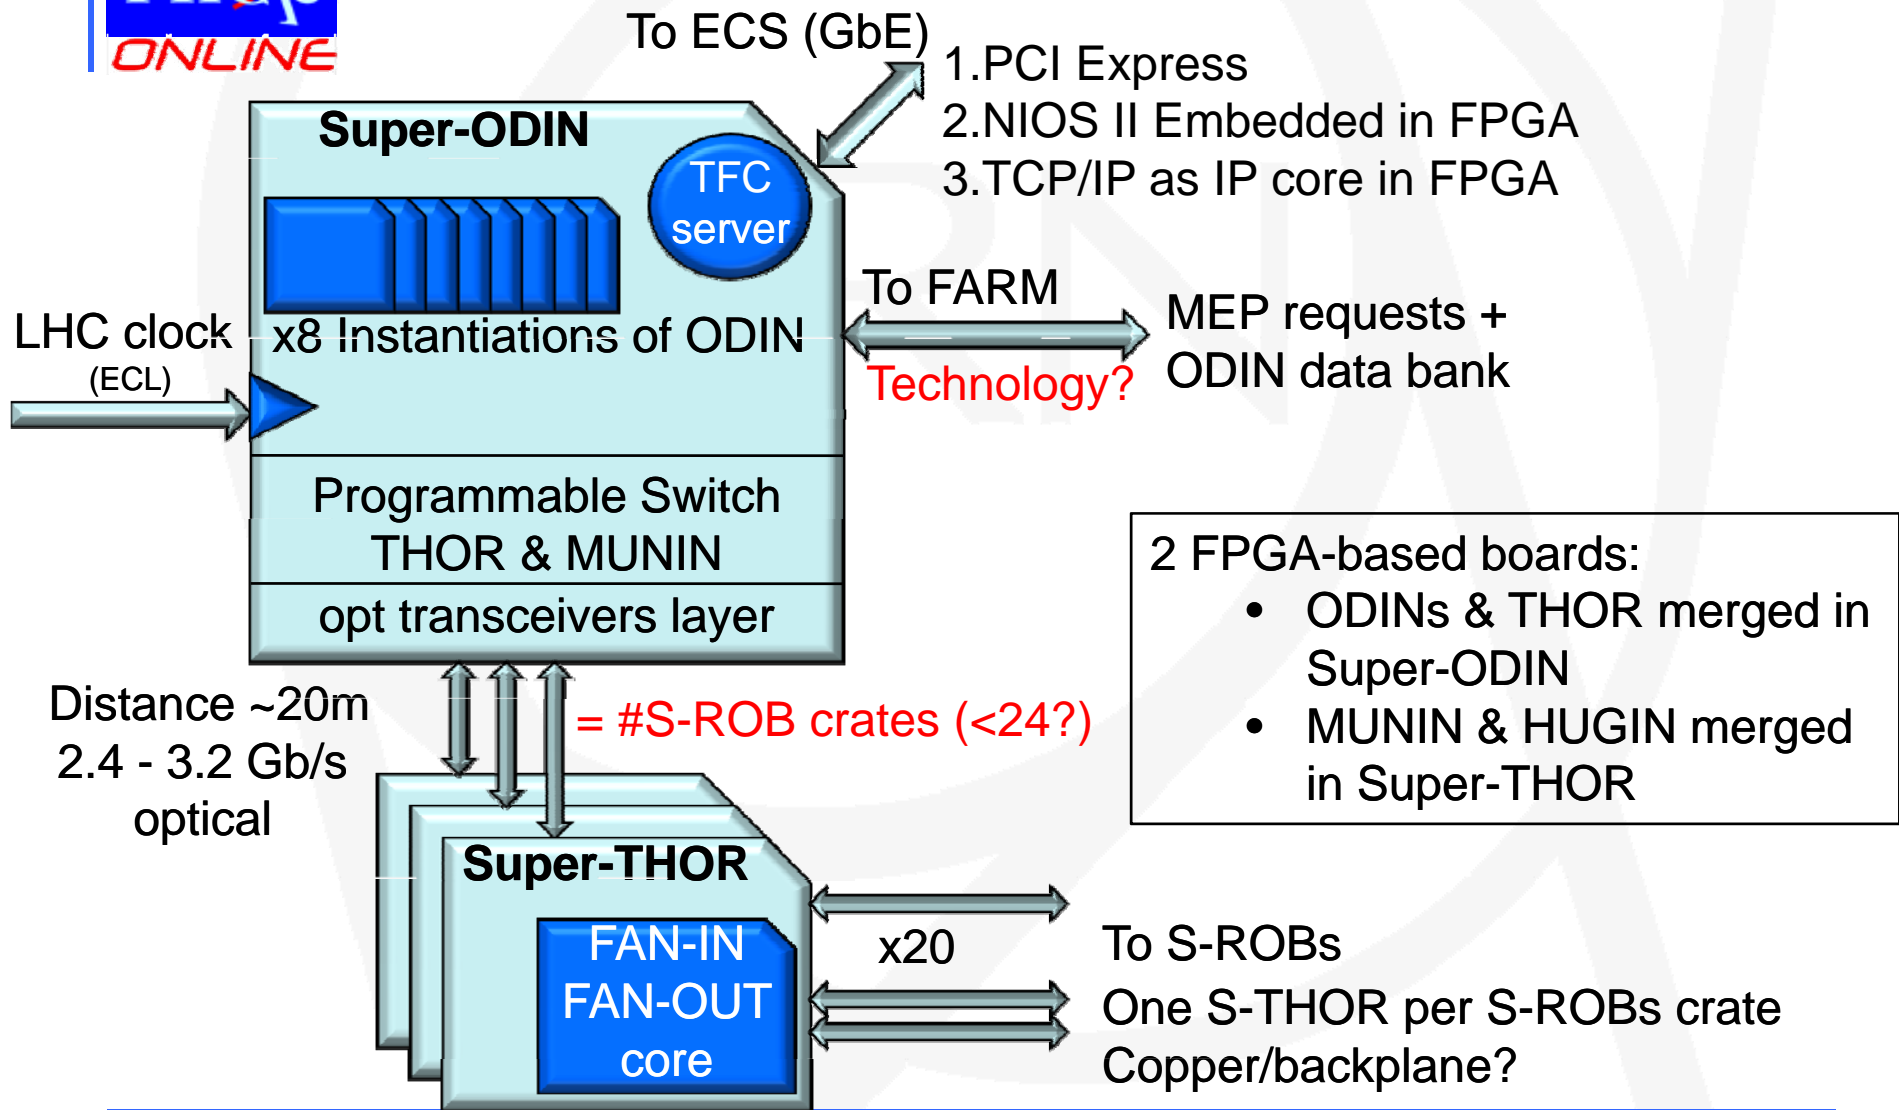 ONLINE
To ECS (GbE)
1.PCI Express
2.NIOS II Embedded in FPGA
3.TCP/IP as IP core in FPGA
Super-ODIN
TFC
server
To FARM
MEP requests +
ODIN data bank
Technology?
LHC clock
(ECL)
x8 Instantiations of ODIN
Programmable Switch
THOR & MUNIN
opt transceivers layer
2 FPGA-based boards:
• ODINs & THOR merged in
Super-ODIN
• MUNIN & HUGIN merged
in Super-THOR
Distance ~20m
2.4 - 3.2 Gb/s
optical
= #S-ROB crates (<24?)
Super-THOR
FAN-IN
FAN-OUT
core
x20
To S-ROBs
One S-THOR per S-ROBs crate
Copper/backplane?